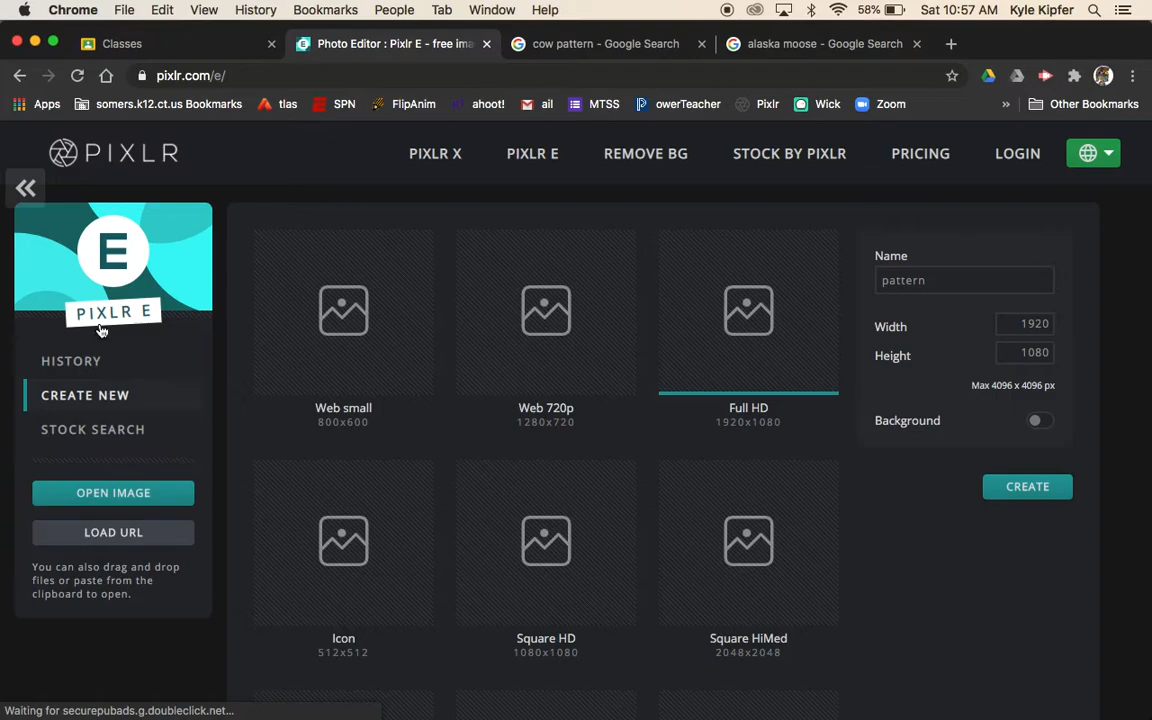 Chrome File Edit View History Bookmarks People Tab Window Help 58% Sat 10:57 AM Kyle Kipfer
Classes Photo Editor : Pixlr E - free ima cow pattern - Google Search alaska moose - Google Search
pixlr.com/e/
Apps somers.k12.ct.us Bookmarks tlas SPN FlipAnim ahoot! ail MTSS owerTeacher Pixlr Wick Zoom » Other Bookmarks
PIXLR PIXLR X PIXLR E REMOVE BG STOCK BY PIXLR PRICING LOGIN
E
PIXLR E
HISTORY
CREATE NEW
STOCK SEARCH
OPEN IMAGE
LOAD URL
You can also drag and drop
files or paste from the
clipboard to open.
Web small
800x600
Web 720p
1280x720
Full HD
1920x1080
Icon
512x512
Square HD
1080x1080
Square HiMed
2048x2048
Name
pattern
Width 1920
Height 1080
Max 4096 x 4096 px
Background
CREATE
Waiting for securepubads.g.doubleclick.net...